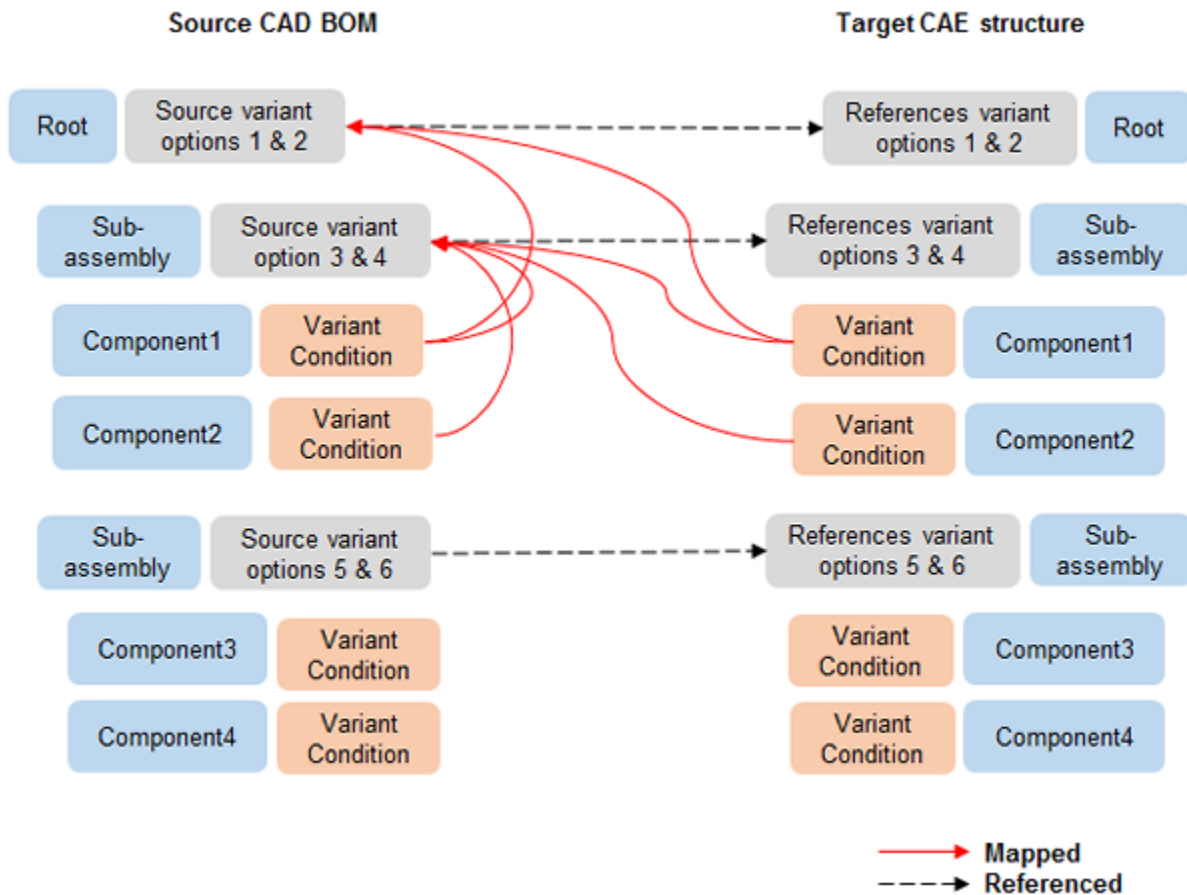 Source CAD BOM
Target CAE structure
Root
Source variant
options 1 & 2
References variant
options 1 & 2
Root
Sub-
assembly
Source variant
option 3 & 4
References variant
options 3 & 4
Sub-
assembly
Component1
Variant
Condition
Variant
Condition
Component1
Component2
Variant
Condition
Variant
Condition
Component2
Sub-
assembly
Source variant
options 5 & 6
References variant
options 5 & 6
Sub-
assembly
Component3
Variant
Condition
Variant
Condition
Component3
Component4
Variant
Condition
Variant
Condition
Component4
Mapped
Referenced